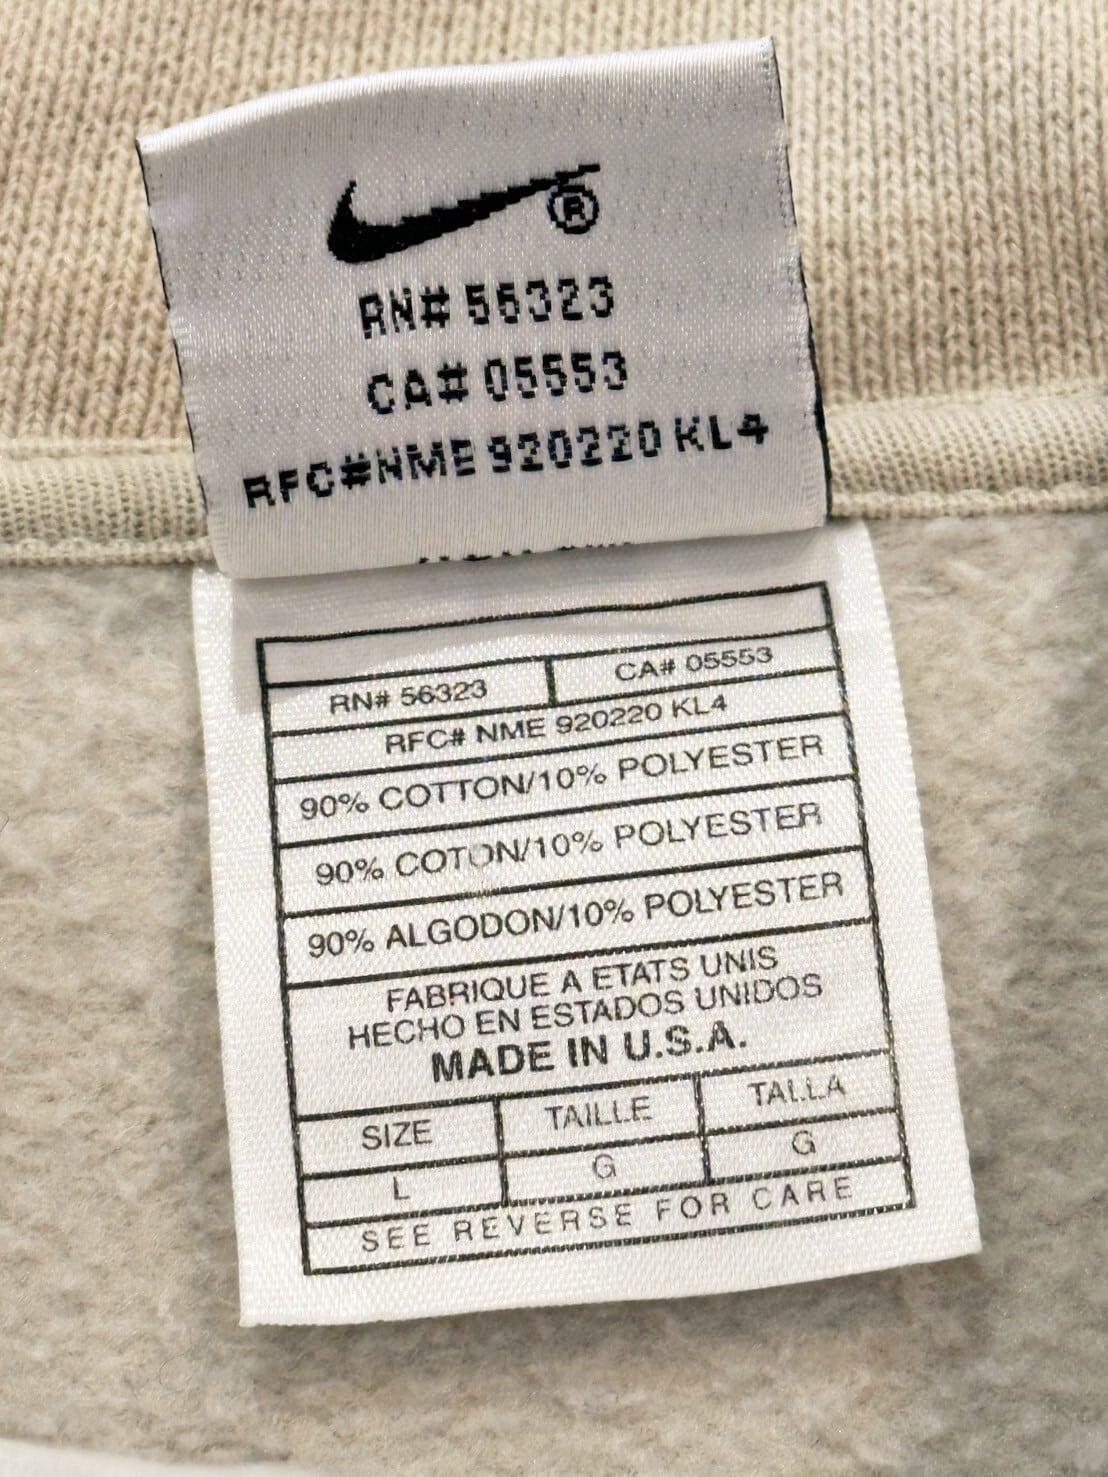 ®
RN# 56323
CA# 05553
RFC#NME 920220 KL4
RN# 56323 CA# 05553
RFC# NME 920220 KL4
90% COTTON/10% POLYESTER
90% COTON/10% POLYESTER
90% ALGODON/10% POLYESTER
FABRIQUE A ETATS UNIS
HECHO EN ESTADOS UNIDOS
MADE IN U.S.A.
SIZE TAILLE TALLA
L G G
SEE REVERSE FOR CARE